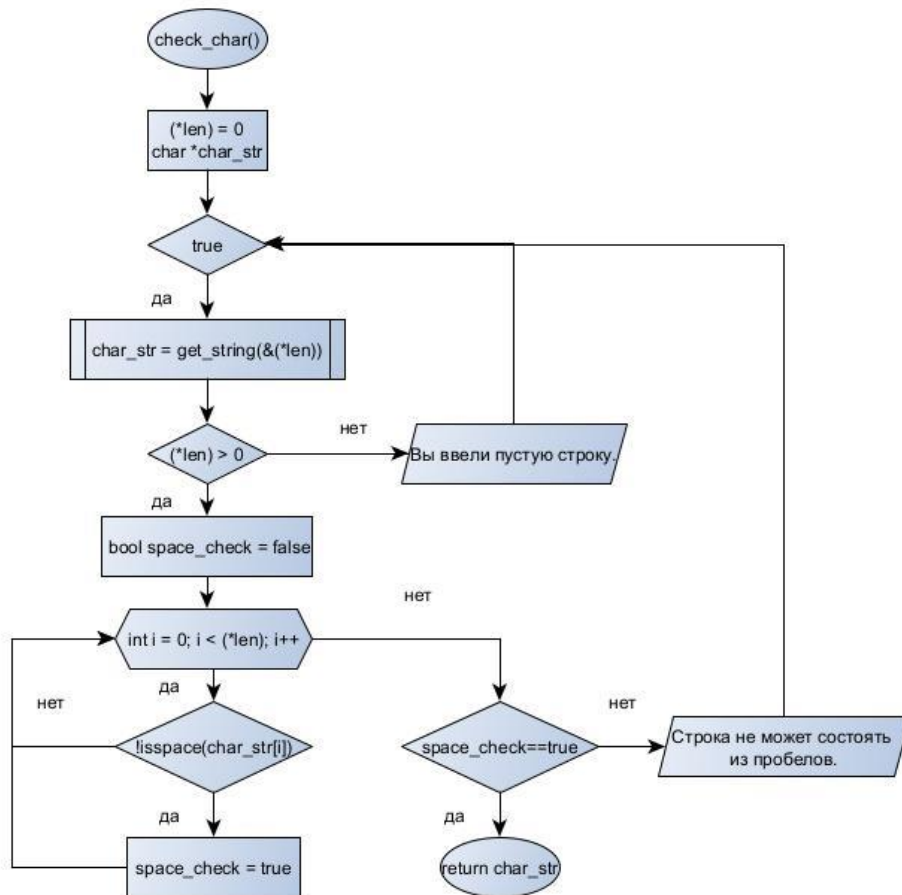 check_char()
(*len) = 0
char *char_str
true
да
char_str = get_string(&(*len))
(*len) > 0
нет
Вы ввели пустую строку.
да
bool space_check = false
int i = 0; i < (*len); i++
нет
да
нет
!isspace(char_str[i])
space_check==true
нет
Строка не может состоять
из пробелов.
да
да
space_check = true
return char_str